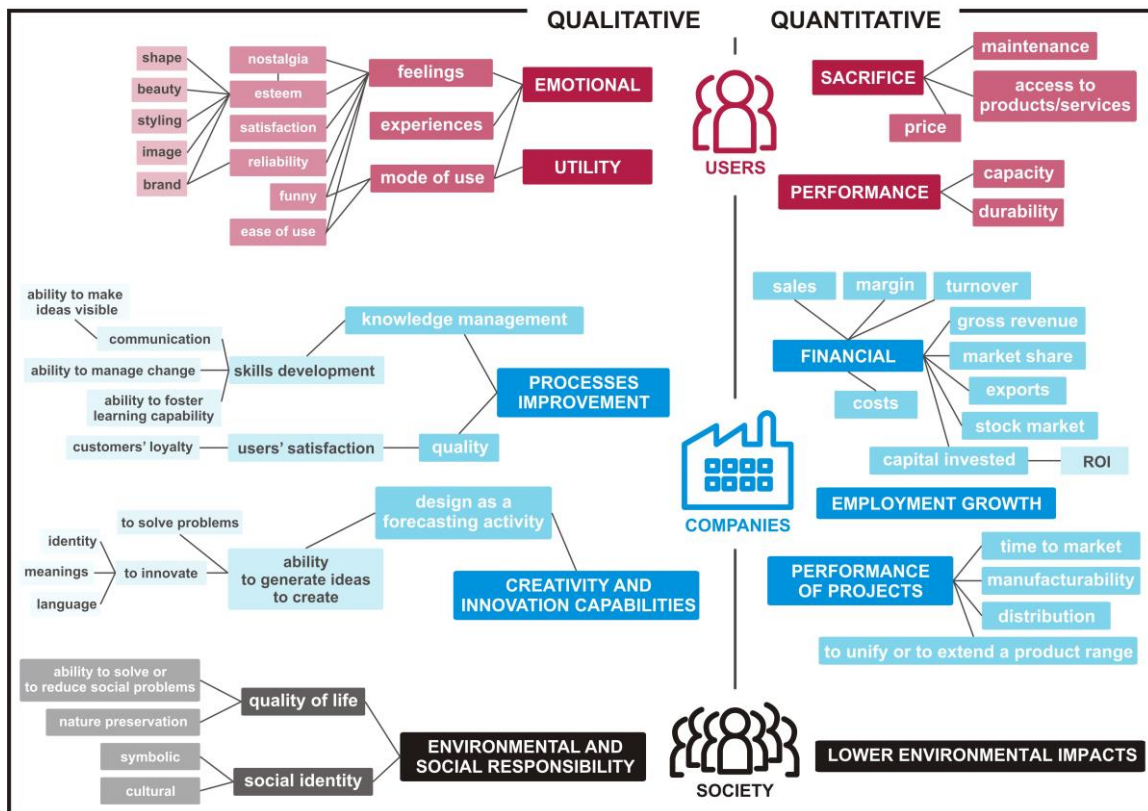 QUALITATIVE
QUANTITATIVE
shape
beauty
styling
image
brand
nostalgia
esteem
satisfaction
reliability
funny
ease of use
feelings
experiences
mode of use
EMOTIONAL
UTILITY
USERS
SACRIFICE
maintenance
access to
products/services
price
PERFORMANCE
capacity
durability
ability to make
ideas visible
communication
ability to manage change
ability to foster
learning capability
customers' loyalty
skills development
users' satisfaction
knowledge management
quality
PROCESSES
IMPROVEMENT
identity
meanings
language
to solve problems
to innovate
ability
to generate ideas
to create
design as a
forecasting activity
CREATIVITY AND
INNOVATION CAPABILITIES
COMPANIES
sales
margin
turnover
FINANCIAL
costs
gross revenue
market share
exports
stock market
capital invested
ROI
EMPLOYMENT GROWTH
PERFORMANCE
OF PROJECTS
time to market
manufacturability
distribution
to unify or to extend a product range
ability to solve or
to reduce social problems
nature preservation
symbolic
cultural
quality of life
social identity
ENVIRONMENTAL AND
SOCIAL RESPONSIBILITY
SOCIETY
LOWER ENVIRONMENTAL IMPACTS